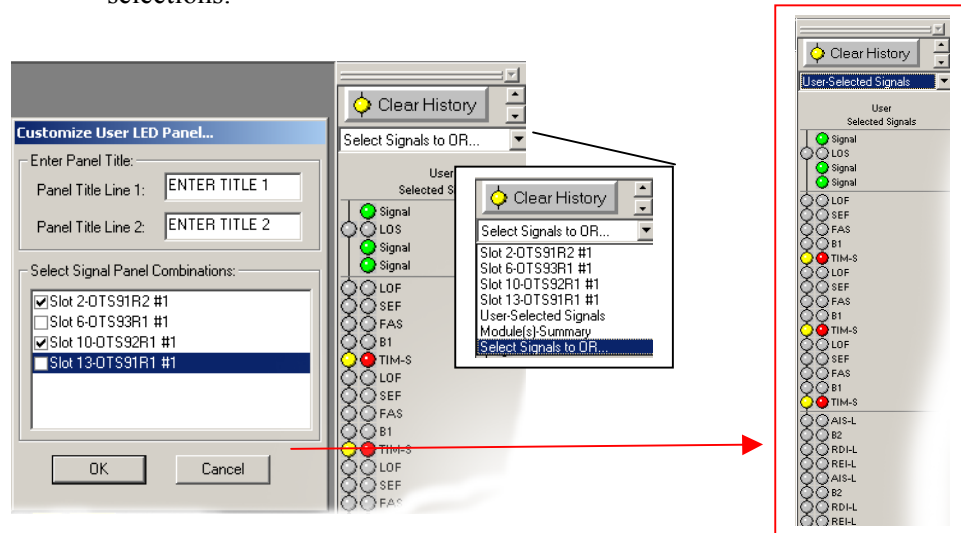 selections.
Customize User LED Panel...
Enter Panel Title:
Panel Title Line 1: ENTER TITLE 1
Panel Title Line 2: ENTER TITLE 2
Select Signal Panel Combinations:
Slot 2-OTS91R2 #1
Slot 6-OTS93R1 #1
Slot 10-OTS92R1 #1
Slot 13-OTS91R1 #1
OK Cancel
Clear History
Select Signals to OR...
User
Selected S
Signal
LOS
Signal
Signal
LOF
SEF
FAS
B1
TIM-S
LOF
SEF
FAS
B1
TIM-S
LOF
SEF
FAS
Clear History
Select Signals to OR...
Slot 2-OTS91R2 #1
Slot 6-OTS93R1 #1
Slot 10-OTS92R1 #1
Slot 13-OTS91R1 #1
User-Selected Signals
Module(s)-Summary
Select Signals to OR...
Clear History
User-Selected Signals
User
Selected Signals
Signal
LOS
Signal
Signal
LOF
SEF
FAS
B1
TIM-S
LOF
SEF
FAS
B1
TIM-S
LOF
SEF
FAS
B1
TIM-S
AIS-L
B2
RDI-L
REI-L
AIS-L
B2
RDI-L
REI-L